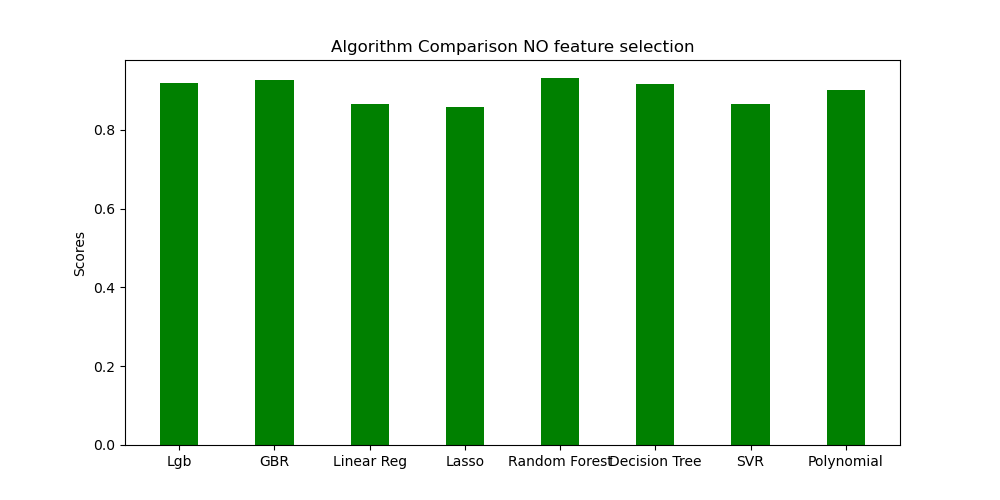 Algorithm Comparison NO feature selection
Scores
0.8
0.6
0.4
0.2
0.0
Lgb GBR Linear Reg Lasso Random Forest Decision Tree SVR Polynomial